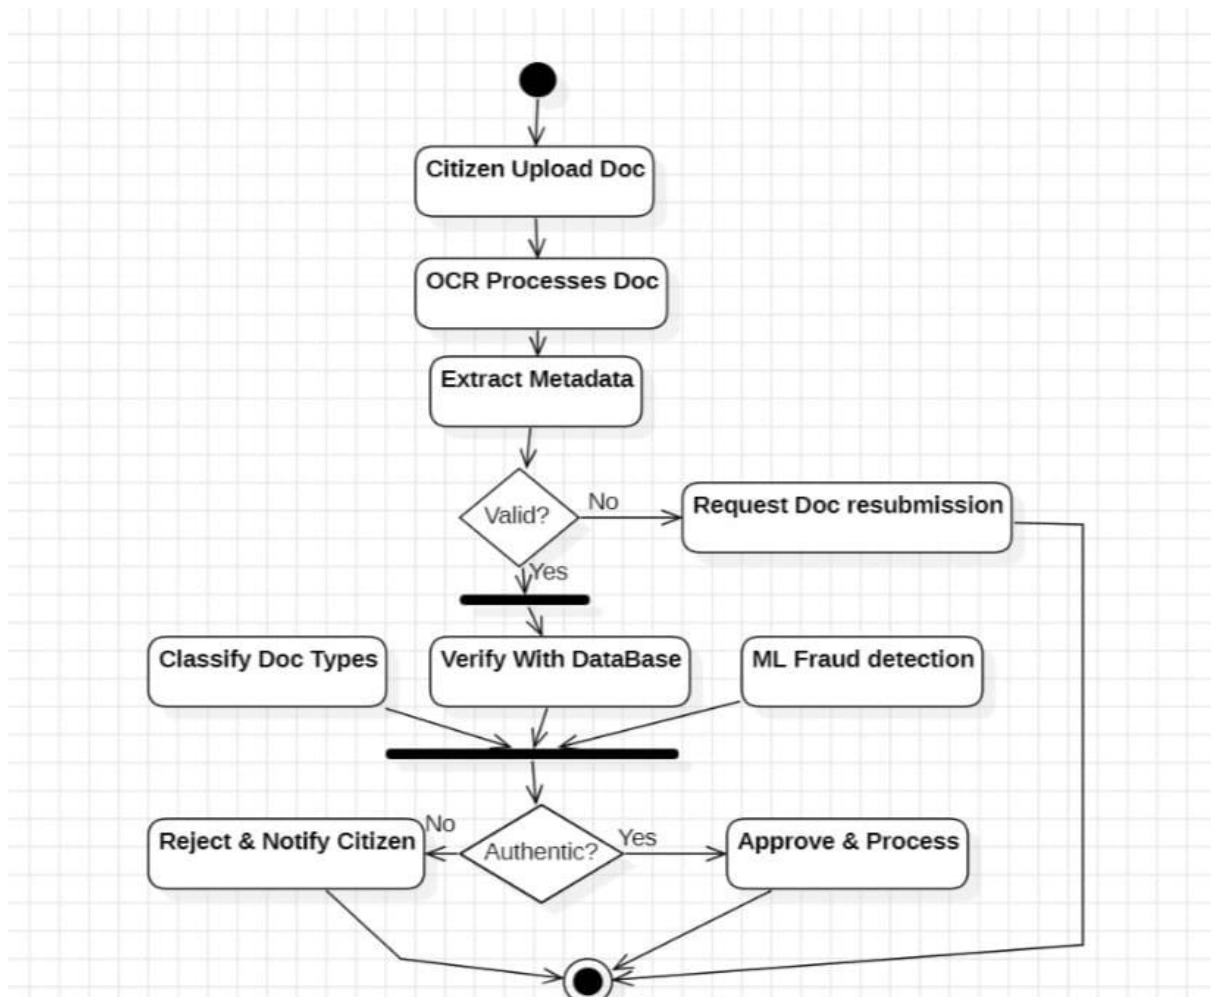 Citizen Upload Doc
OCR Processes Doc
Extract Metadata
Valid?
No
Request Doc resubmission
Yes
Classify Doc Types
Verify With DataBase
ML Fraud detection
Reject & Notify Citizen
No
Authentic?
Yes
Approve & Process